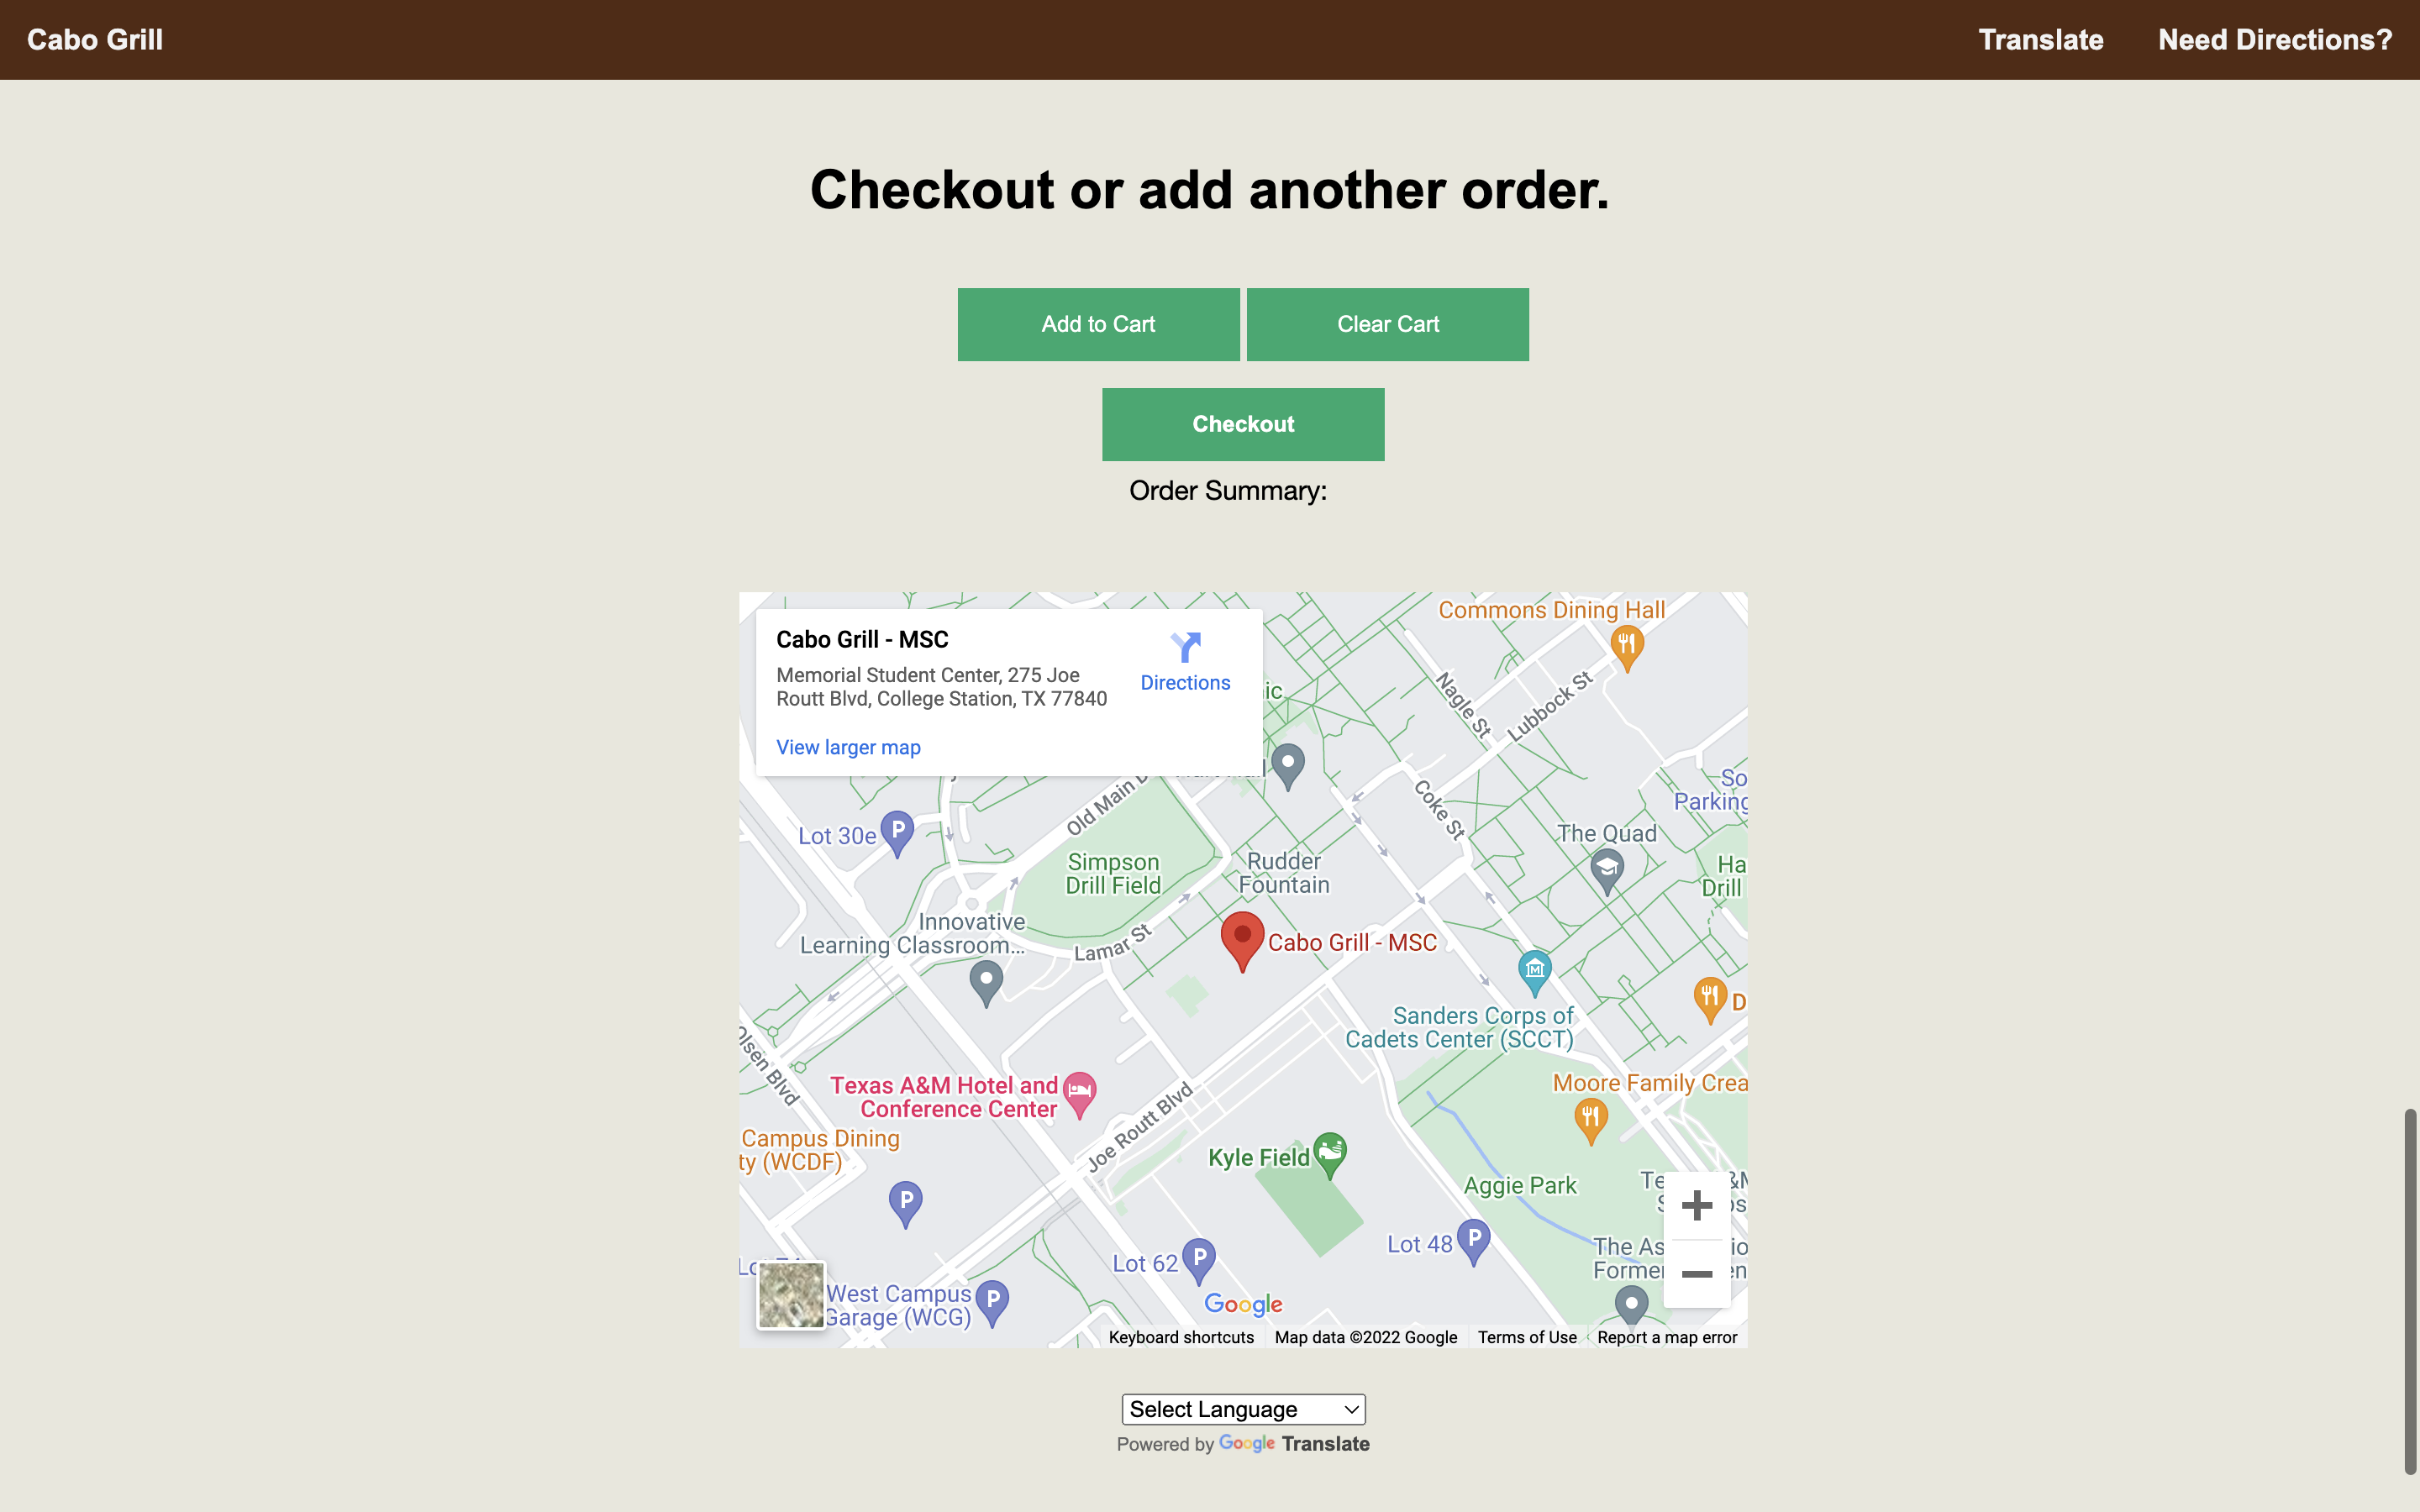 Cabo Grill
Translate
Need Directions?
Checkout or add another order.
Add to Cart
Clear Cart
Checkout
Order Summary:
Cabo Grill - MSC
Memorial Student Center, 275 Joe
Routt Blvd, College Station, TX 77840
Directions
View larger map
Commons Dining Hall
Nagle St
Lubbock St
Coke St
Old Main
Lot 30e
P
Simpson
Drill Field
Rudder
Fountain
The Quad
So
Parking
Ha
Drill
Innovative
Learning Classroom...
Lamar St
Cabo Grill - MSC
M
Sanders Corps of
Cadets Center (SCCT)
D
Olsen Blvd
Texas A&M Hotel and
Conference Center
Joe Routt Blvd
Moore Family Crea
Campus Dining
ty (WCDF)
P
Kyle Field
Aggie Park
Lot 48
P
Lot 62
P
The As
Former
West Campus
Garage (WCG)
P
Google
Keyboard shortcuts
Map data ©2022 Google
Terms of Use
Report a map error
Select Language
Powered by Google Translate